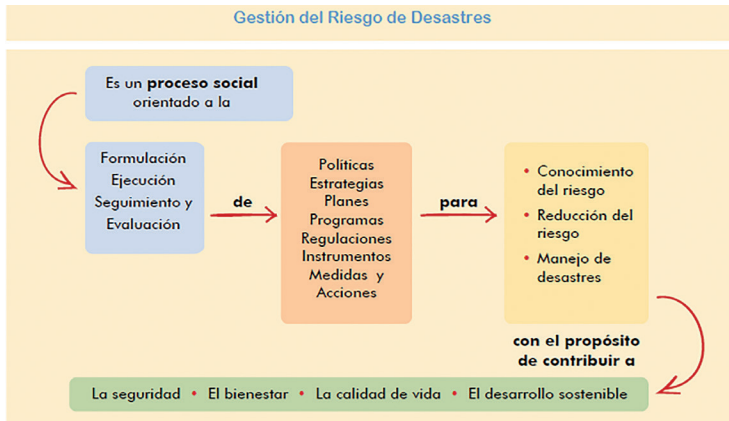 Gestión del Riesgo de Desastres
Es un proceso social
orientado a la
Formulación
Ejecución
Seguimiento y
Evaluación
de
Políticas
Estrategias
Planes
Programas
Regulaciones
Instrumentos
Medidas y
Acciones
para
• Conocimiento
del riesgo
• Reducción del
riesgo
• Manejo de
desastres
con el propósito
de contribuir a
La seguridad • El bienestar • La calidad de vida • El desarrollo sostenible